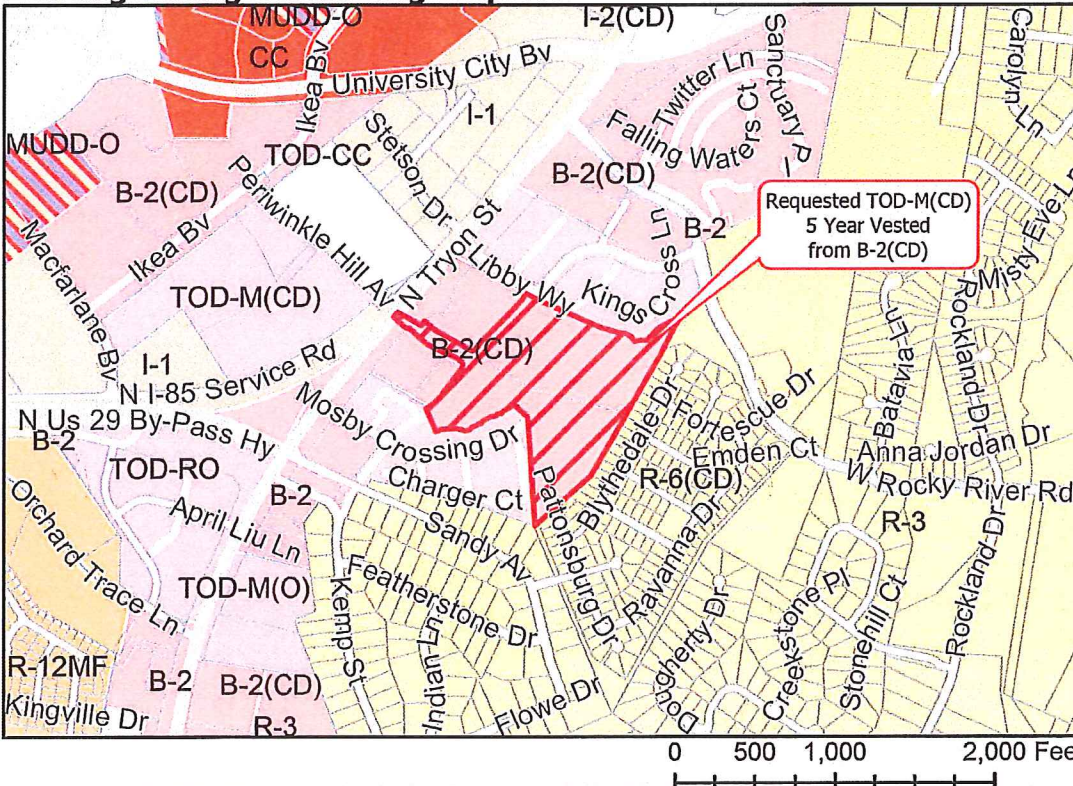 MUDD-O
I-2(CD)
CC
Ikea Bv
University City Bv
Twitter Ln
Sanctuary Pl
Carolyn Ln
I-1
MUDD-O
TOD-CC
Stetson Dr
Falling Waters Ct
B-2(CD)
Periwinkle Hill Av
B-2(CD)
Requested TOD-M(CD)
5 Year Vested
from B-2(CD)
B-2
Ikea Bv
Macfarlane Bv
N Tryon St
Libby Wy
Kings Cross Ln
Misty Eve Ln
TOD-M(CD)
Rockland Dr
Batavia Ln
B-2(CD)
I-1
N I-85 Service Rd
N Us 29 By-Pass Hy
B-2
Mosby Crossing Dr
Blythedale Dr
Fortescue Dr
Emden Ct
Anna Jordan Dr
TOD-RO
Charger Ct
R-6(CD)
W Rocky River Rd
B-2
Pattonsburg Dr
Orchard Trace Ln
April Liu Ln
Sandy Av
Ravanna Dr
R-3
TOD-M(O)
Kemp St
Featherstone Dr
Indian Ln
Dougherty Dr
Creekstone Pl
Stonehill Ct
Rockland Dr
R-12MF
B-2
B-2(CD)
Kingville Dr
R-3
Flowe Dr
0 500 1,000 2,000 Fee